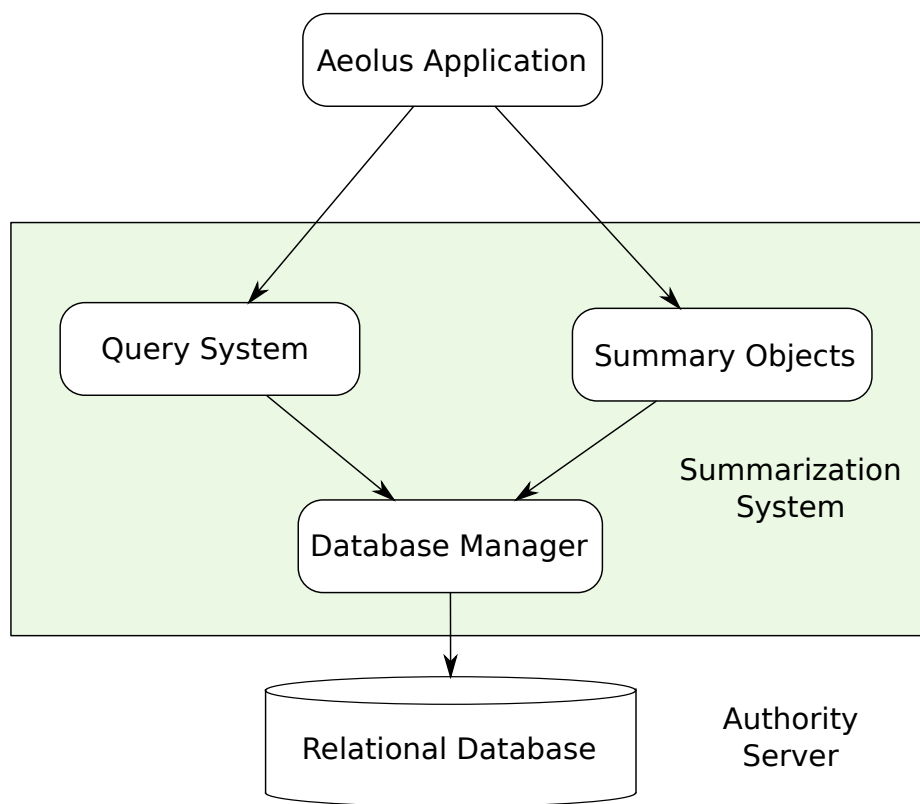 Aeolus Application
Query System
Summary Objects
Summarization
System
Database Manager
Relational Database
Authority
Server